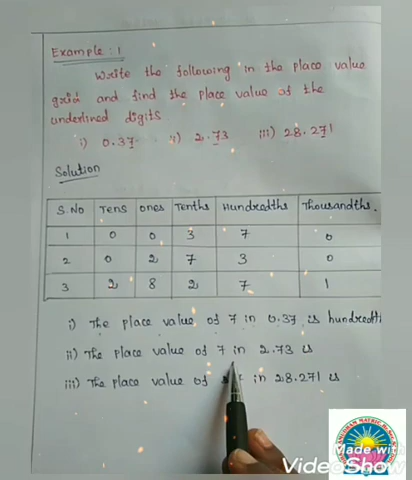 Example : 1
Write the following in the place value
grid and find the place value of the
underlined digits
i) 0.37 ii) 2.73 iii) 28.271
Solution
S.No Tens Ones Tenths Hundredths Thousandths.
1 0 0 3 7 0
2 0 2 7 3 0
3 2 8 2 7 1
i) The place value of 7 in 0.37 is hundredth
ii) The place value of 7 in 2.73 is
iii) The place value of in 28.271 is
Made with
VideoShow